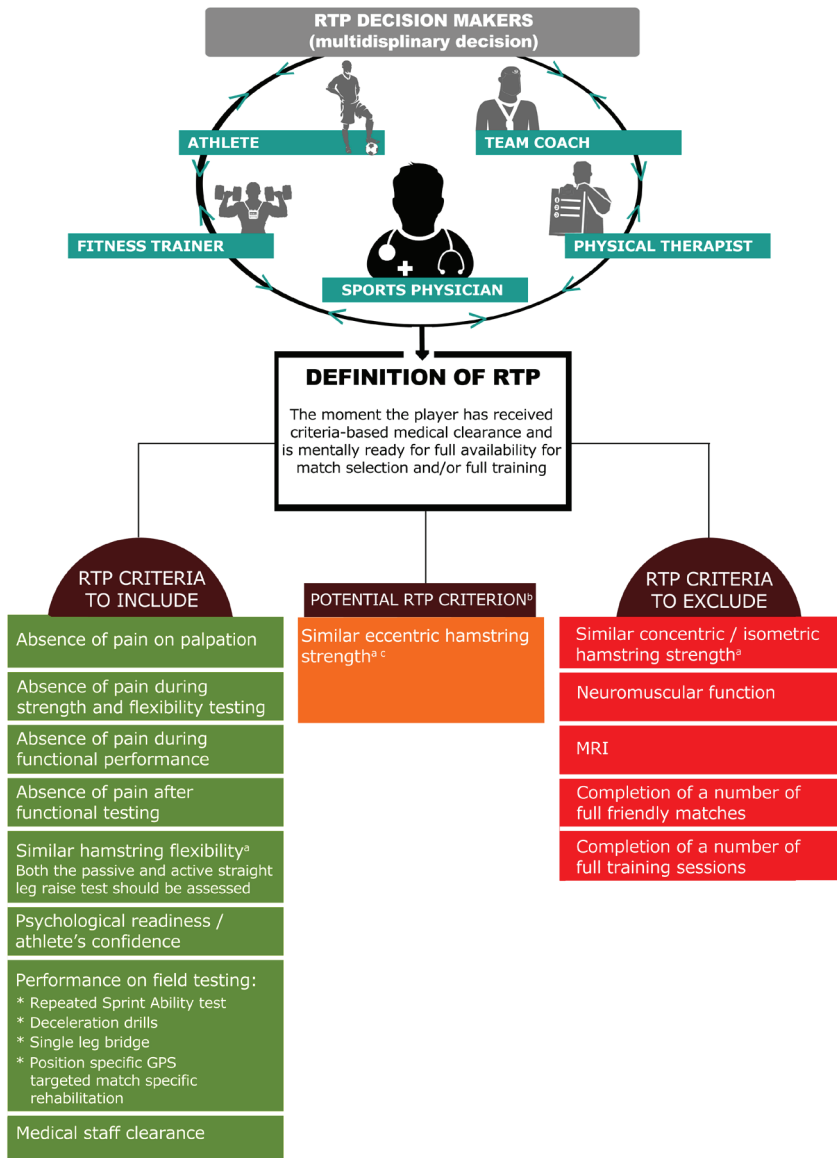 RTP DECISION MAKERS
(multidisplinary decision)
ATHLETE
TEAM COACH
FITNESS TRAINER
PHYSICAL THERAPIST
SPORTS PHYSICIAN
DEFINITION OF RTP
The moment the player has received
criteria-based medical clearance and
is mentally ready for full availability for
match selection and/or full training
RTP CRITERIA
TO INCLUDE
Absence of pain on palpation
Absence of pain during
strength and flexibility testing
Absence of pain during
functional performance
Absence of pain after
functional testing
Similar hamstring flexibilityᵃ
Both the passive and active straight
leg raise test should be assessed
Psychological readiness /
athlete's confidence
Performance on field testing:
* Repeated Sprint Ability test
* Deceleration drills
* Single leg bridge
* Position specific GPS
targeted match specific
rehabilitation
Medical staff clearance
POTENTIAL RTP CRITERIONᵇ
Similar eccentric hamstring
strengthᵃ ᶜ
RTP CRITERIA
TO EXCLUDE
Similar concentric / isometric
hamstring strengthᵃ
Neuromuscular function
MRI
Completion of a number of
full friendly matches
Completion of a number of
full training sessions